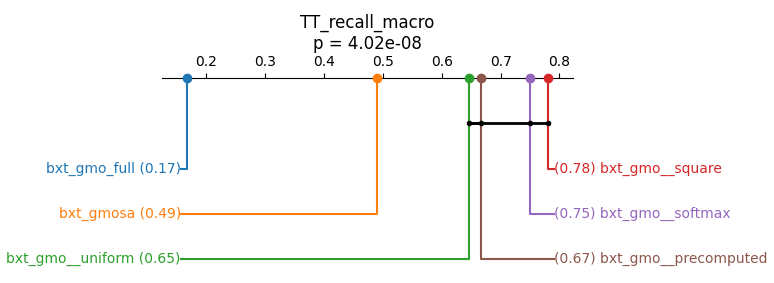 TT_recall_macro
p = 4.02e-08
0.2 0.3 0.4 0.5 0.6 0.7 0.8
bxt_gmo_full (0.17) (0.78) bxt_gmo__square
bxt_gmosa (0.49) (0.75) bxt_gmo__softmax
bxt_gmo__uniform (0.65) (0.67) bxt_gmo__precomputed